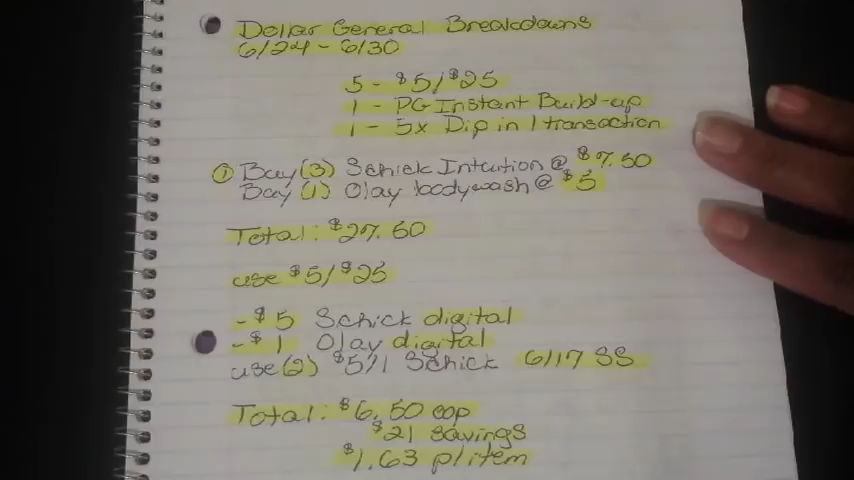 Dollar General Breakdowns
6/24 - 6/30
5 - $5/$25
1 - PG Instant Build-up
1 - 5x Dip in 1 transaction
① Buy (3) Schick Intuition @ $7.50
Buy (1) Olay bodywash @ $5
Total: $27.50
use $5/$25
- $5 Schick digital
- $1 Olay digital
use (2) $5/1 Schick 6/17 SS
Total: $6.50 oop
$21 savings
$1.63 p/item